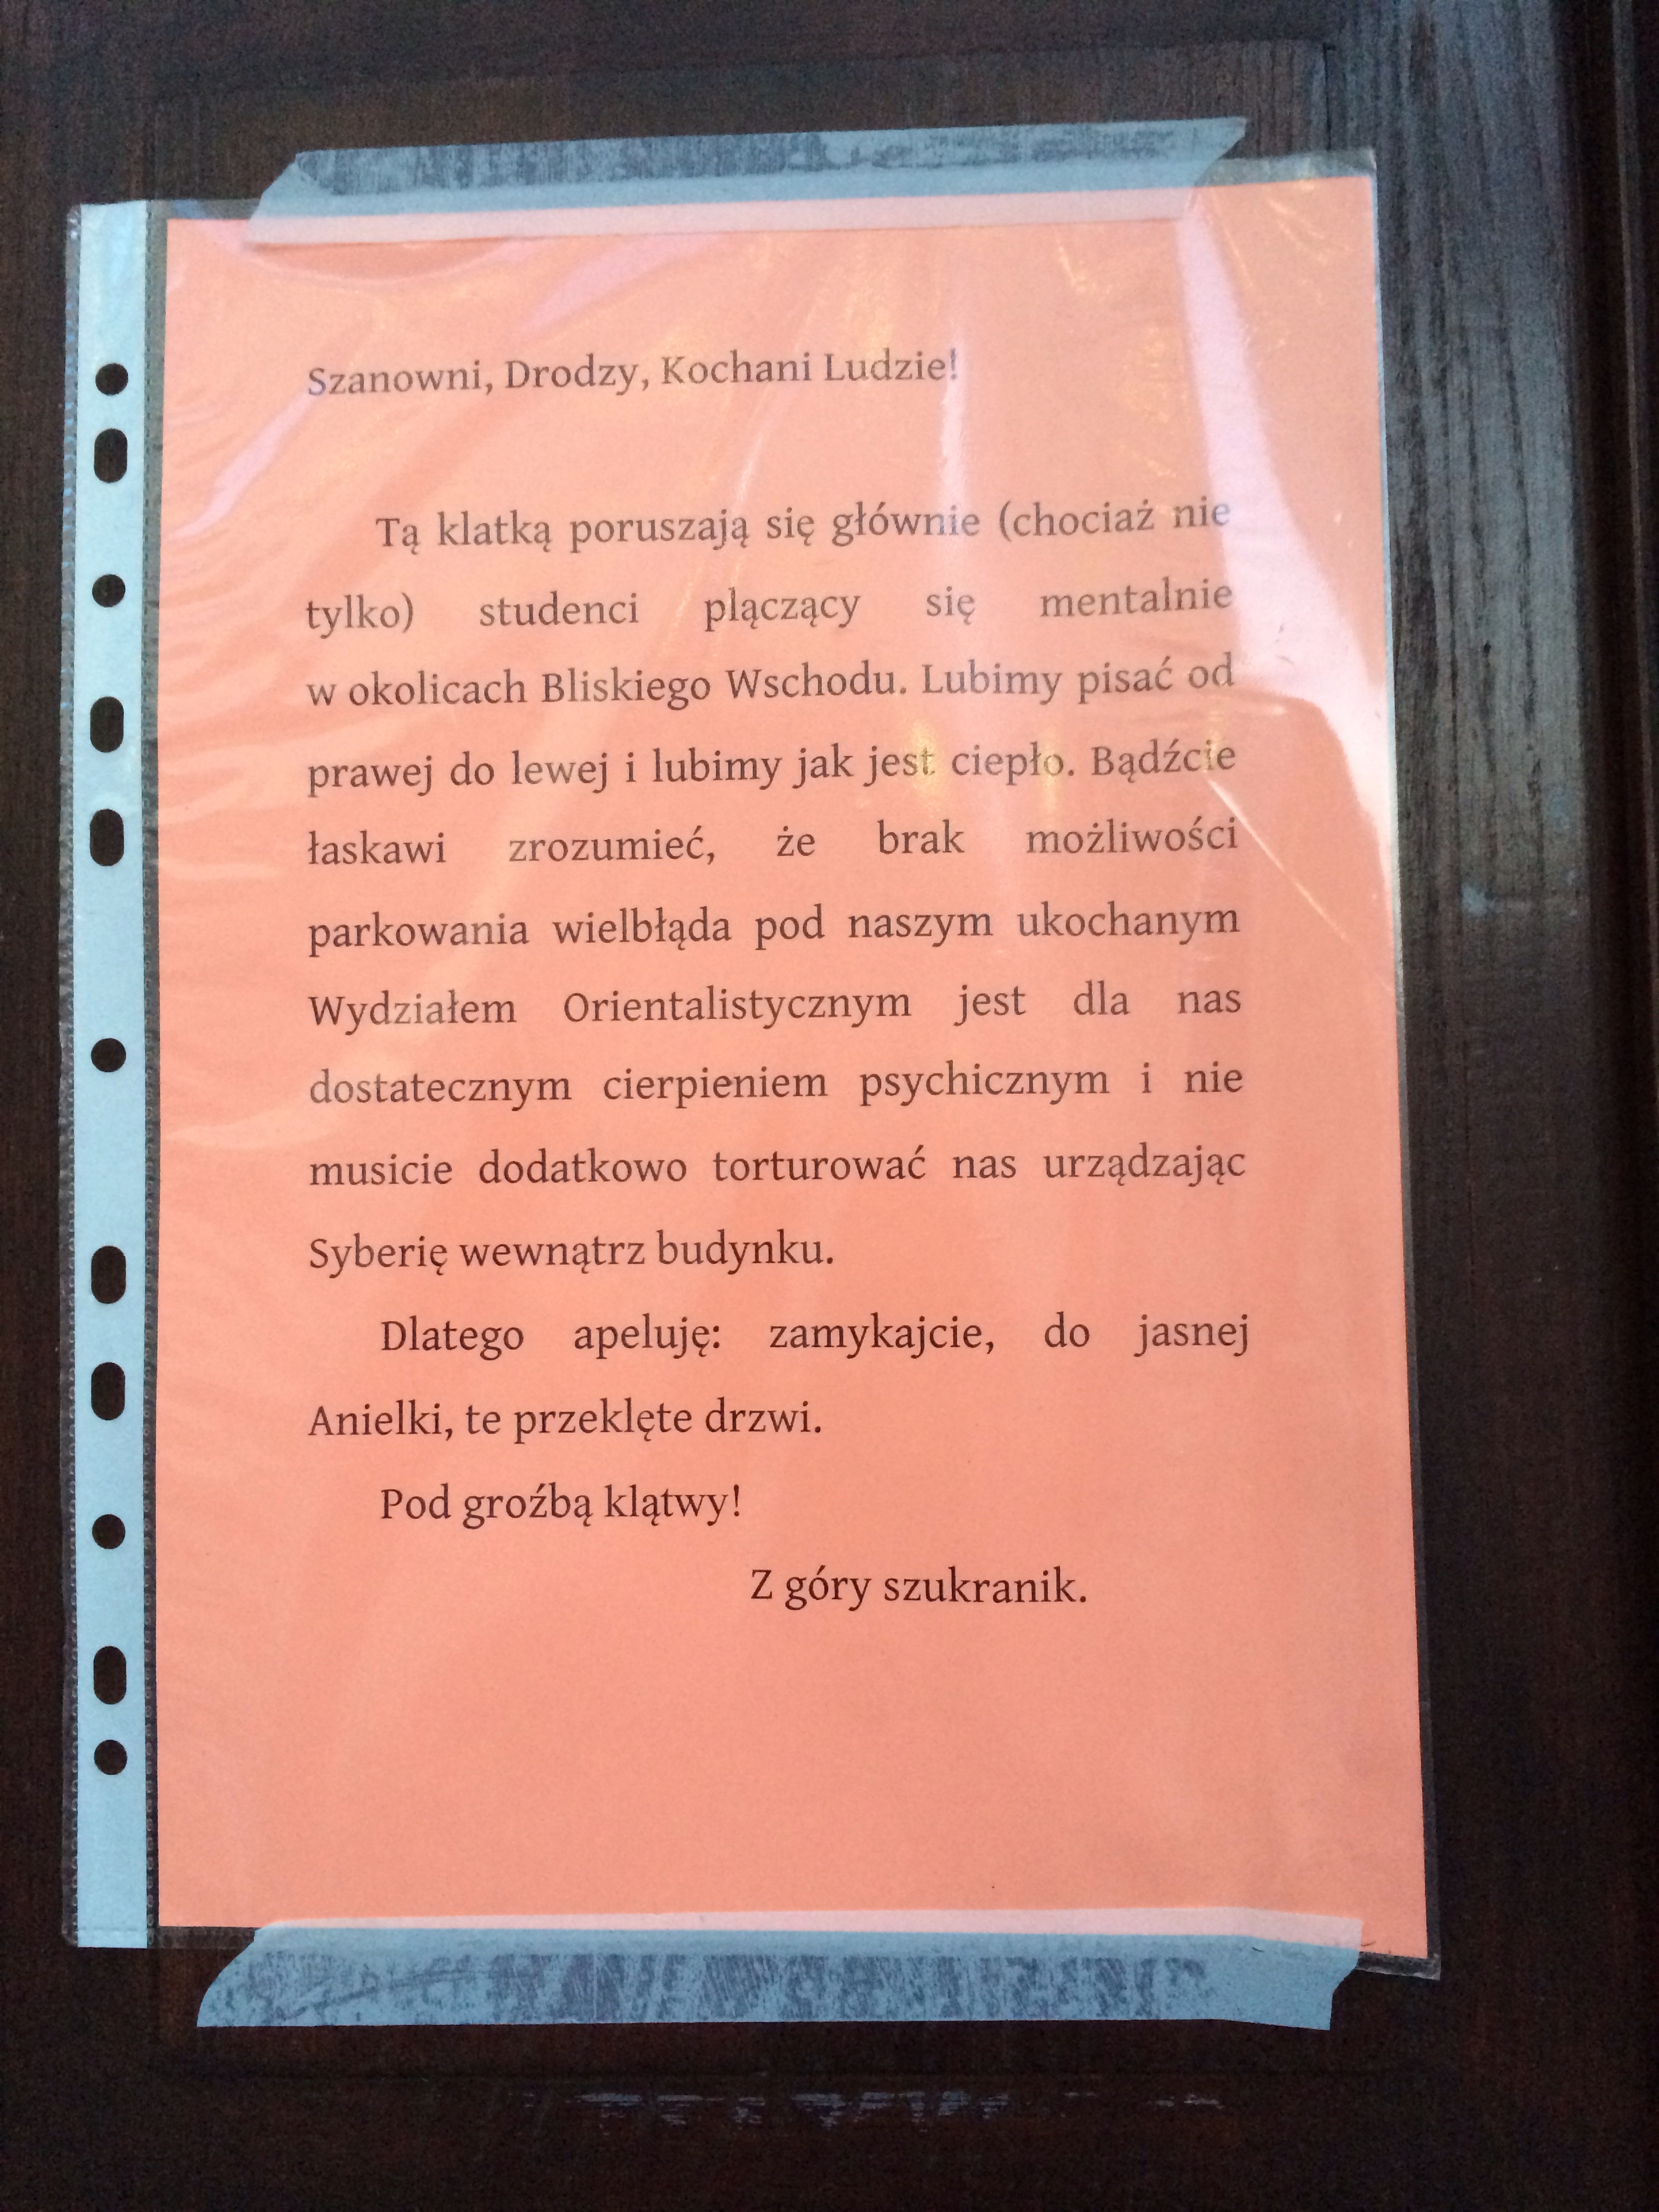 Szanowni, Drodzy, Kochani Ludzie!
Tą klatką poruszają się głównie (chociaż nie
tylko) studenci plączący się mentalnie
w okolicach Bliskiego Wschodu. Lubimy pisać od
prawej do lewej i lubimy jak jest ciepło. Bądźcie
łaskawi zrozumieć, że brak możliwości
parkowania wielbłąda pod naszym ukochanym
Wydziałem Orientalistycznym jest dla nas
dostatecznym cierpieniem psychicznym i nie
musicie dodatkowo torturować nas urządzając
Syberię wewnątrz budynku.
Dlatego apeluję: zamykajcie, do jasnej
Anielki, te przeklęte drzwi.
Pod groźbą klątwy!
Z góry szukranik.